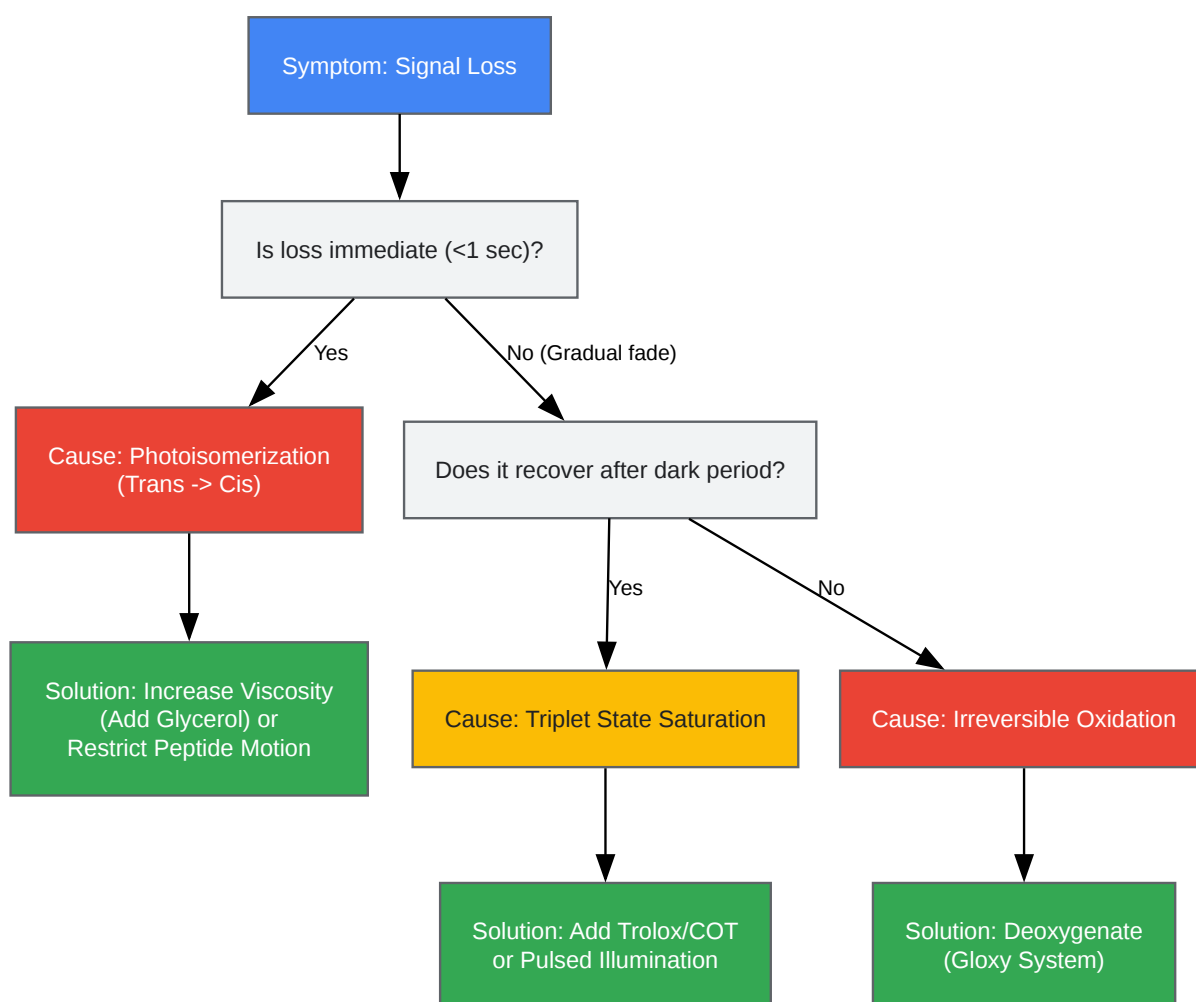 Symptom: Signal Loss
Is loss immediate (<1 sec)?
Yes
No (Gradual fade)
Cause: Photoisomerization
(Trans -> Cis)
Does it recover after dark period?
Yes
No
Solution: Increase Viscosity
(Add Glycerol) or
Restrict Peptide Motion
Cause: Triplet State Saturation
Cause: Irreversible Oxidation
Solution: Add Trolox/COT
or Pulsed Illumination
Solution: Deoxygenate
(Gloxy System)